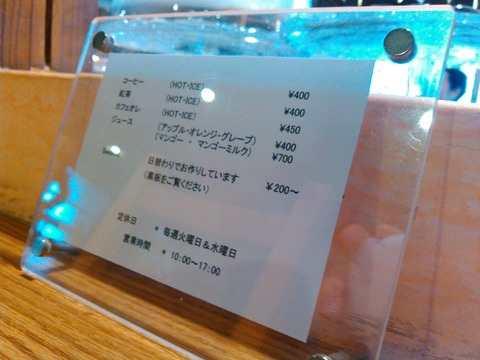 コーヒー (HOT・ICE) ¥400
紅茶 (HOT・ICE) ¥400
カフェオレ (HOT・ICE) ¥450
ジュース (アップル・オレンジ・グレープ) ¥400
(マンゴー ・ マンゴーミルク) ¥700
日替わりでお作りしています
(黒板をご覧ください) ¥200~
定休日 * 毎週火曜日&水曜日
営業時間 * 10:00~17:00